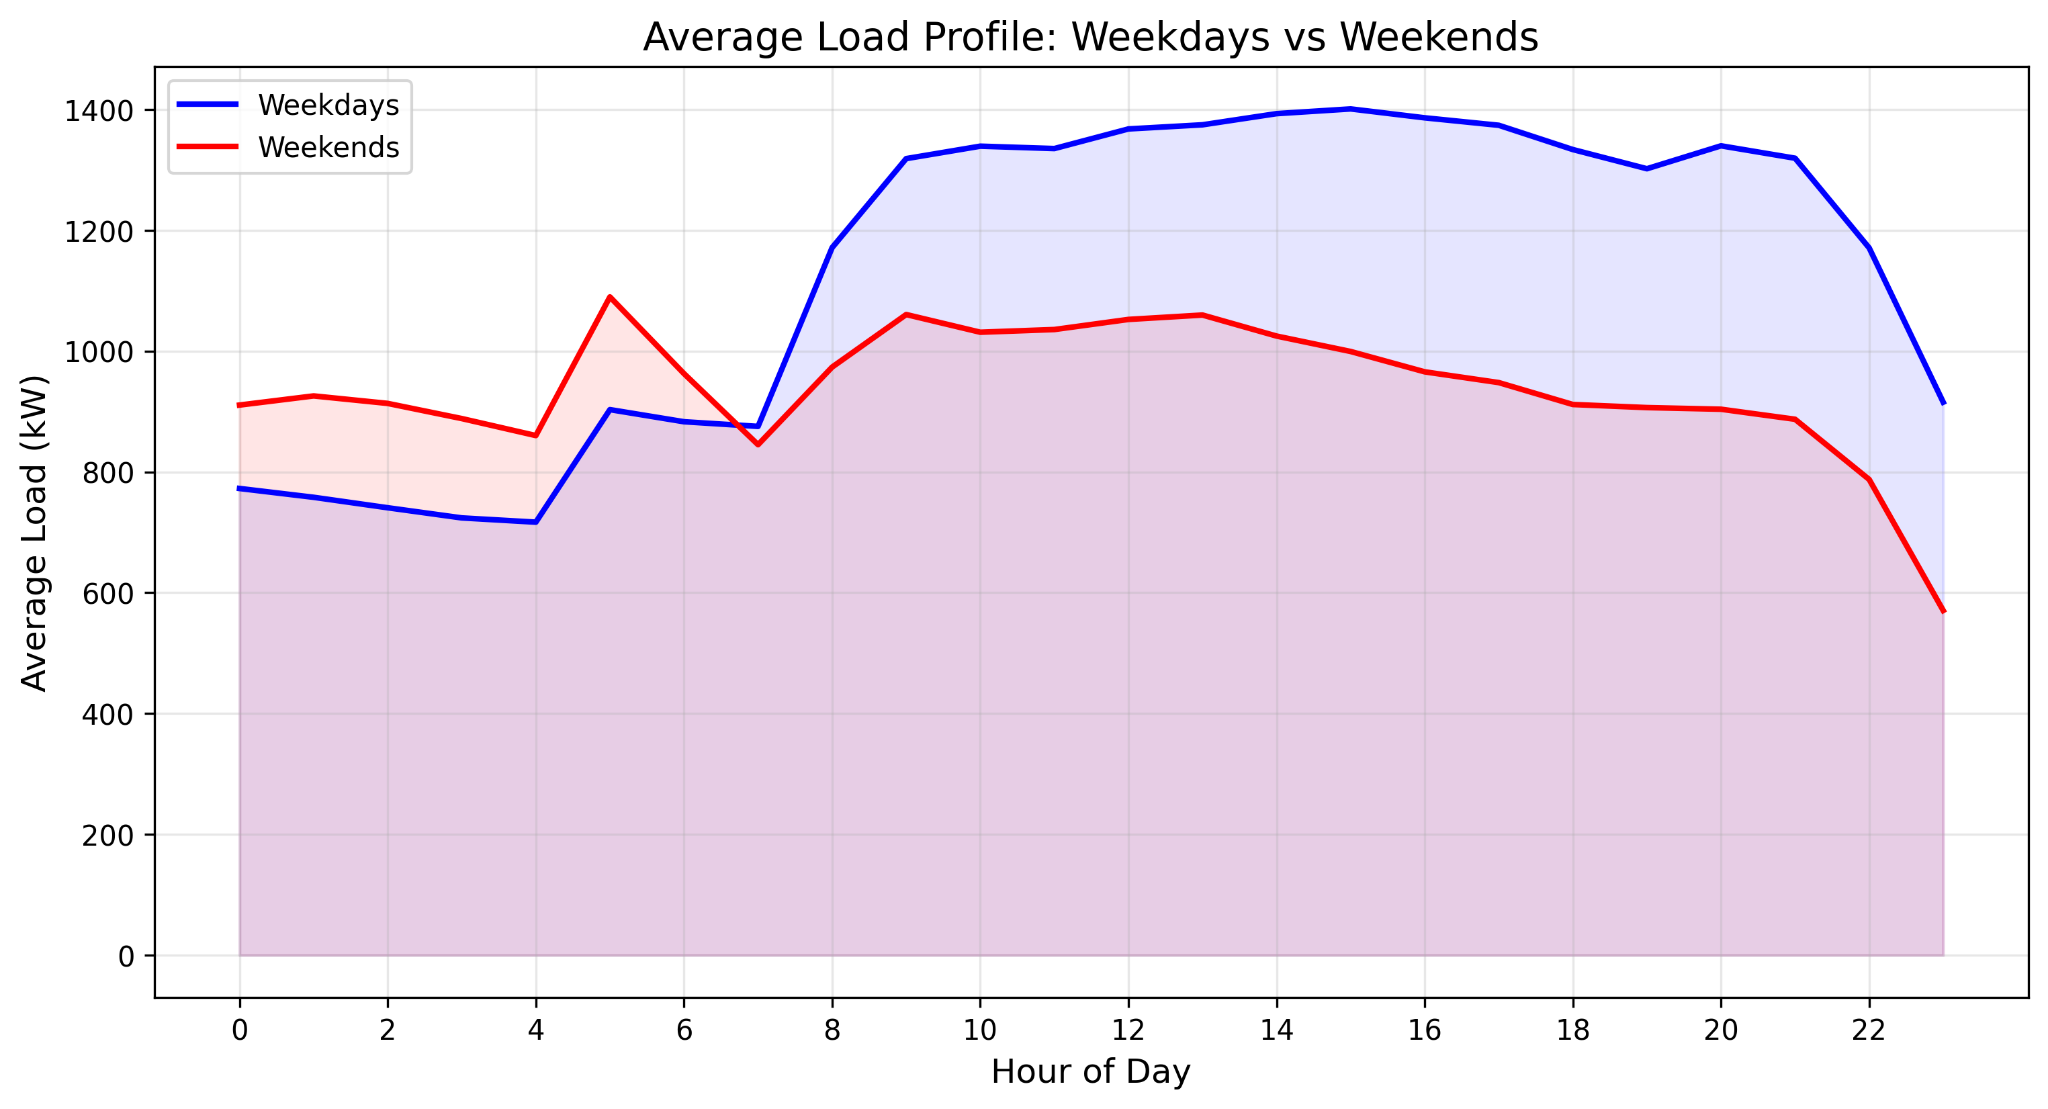 Average Load Profile: Weekdays vs Weekends
Weekdays
Weekends
Average Load (kW)
1400
1200
1000
800
600
400
200
0
0 2 4 6 8 10 12 14 16 18 20 22
Hour of Day